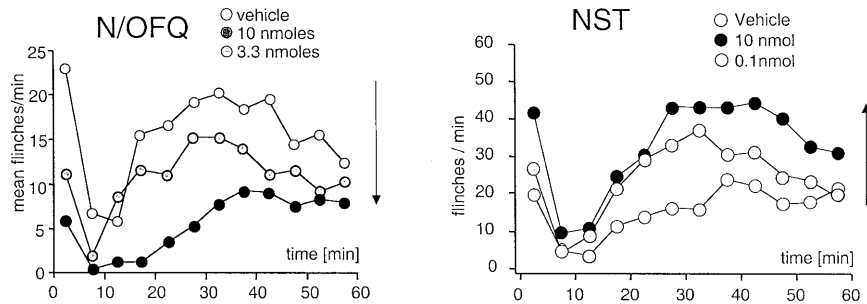 N/OFQ
vehicle
10 nmoles
3.3 nmoles
mean flinches/min
25
20
15
10
5
0
time [min]
0 10 20 30 40 50 60
NST
Vehicle
10 nmol
0.1nmol
flinches / min
60
50
40
30
20
10
0
time [min]
0 10 20 30 40 50 60